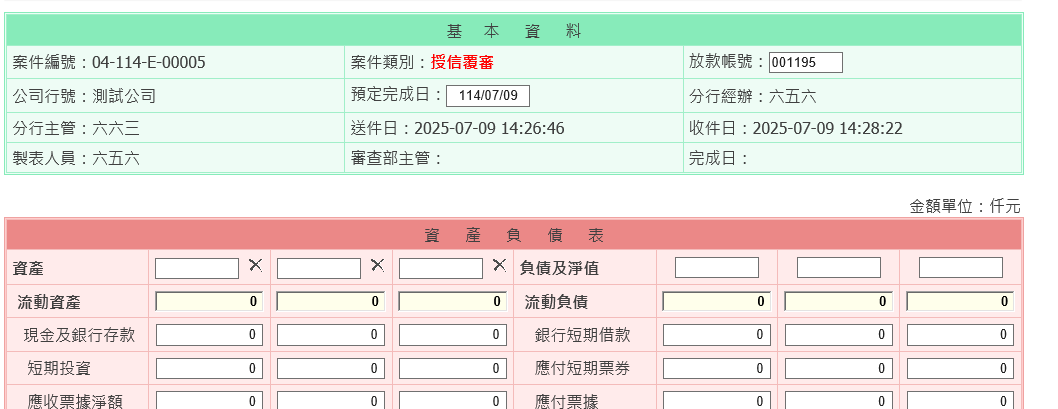 基 本 資 料
案件編號：04-114-E-00005 案件類別：授信覆審 放款帳號：001195
公司行號：測試公司 預定完成日：114/07/09 分行經辦：六五六
分行主管：六六三 送件日：2025-07-09 14:26:46 收件日：2025-07-09 14:28:22
製表人員：六五六 審查部主管： 完成日：
金額單位：仟元
資 產 負 債 表
資產 負債及淨值
流動資產 0 0 0 流動負債 0 0 0
現金及銀行存款 0 0 0 銀行短期借款 0 0 0
短期投資 0 0 0 應付短期票券 0 0 0
應收票據淨額 0 0 0 應付票據 0 0 0